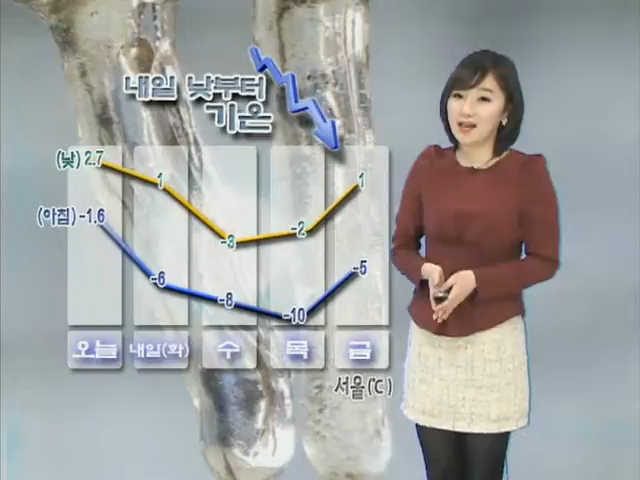 내일 낮부터
기온
(낮) 2.7 1 -3 -2 1
(아침) -1.6 -6 -8 -10 -5
오늘 내일(화) 수 목 금
서울(℃)